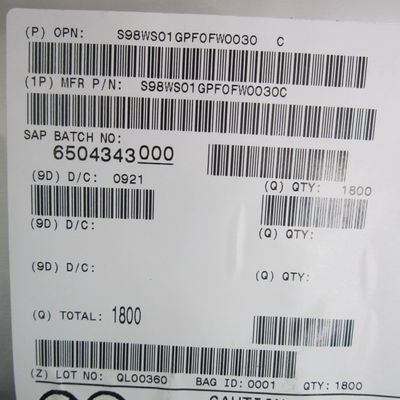 (P) OPN: S98WS01GPF0FW0030 C
(1P) MFR P/N: S98WS01GPF0FW0030C
SAP BATCH NO:
6504343000
(9D) D/C: 0921 (Q) QTY: 1800
(9D) D/C: (Q) QTY:
(9D) D/C: (Q) QTY:
(Q) TOTAL: 1800
(Z) LOT NO: QL00360 BAG ID:0001 QTY:1800